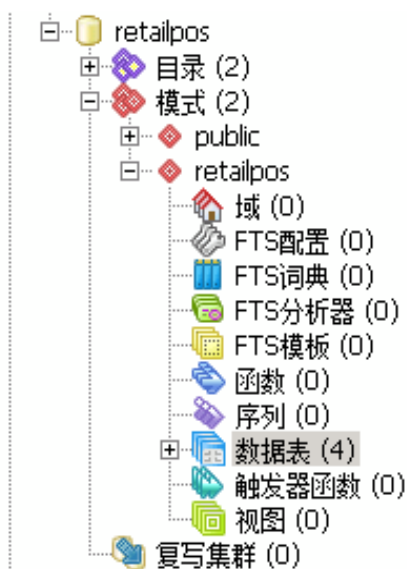 retailpos
目录 (2)
模式 (2)
public
retailpos
域 (0)
FTS配置 (0)
FTS词典 (0)
FTS分析器 (0)
FTS模板 (0)
函数 (0)
序列 (0)
数据表 (4)
触发器函数 (0)
视图 (0)
复写集群 (0)